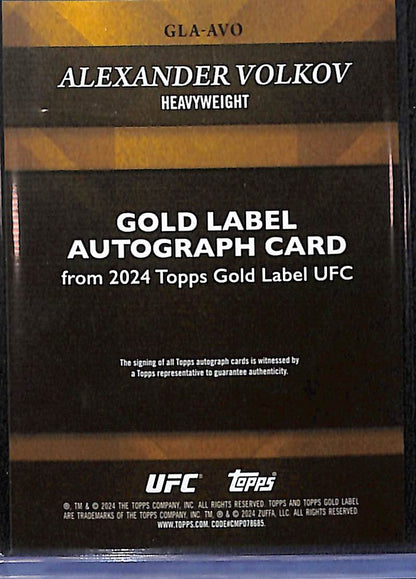 GLA-AVO
ALEXANDER VOLKOV
HEAVYWEIGHT
GOLD LABEL
AUTOGRAPH CARD
from 2024 Topps Gold Label UFC
The signing of all Topps autograph cards is witnessed by
a Topps representative to guarantee authenticity.
UFC® Topps®
®, TM & © 2024 THE TOPPS COMPANY, INC. ALL RIGHTS RESERVED. TOPPS AND TOPPS GOLD LABEL
ARE TRADEMARKS OF THE TOPPS COMPANY, INC. TM, ® & © 2024 ZUFFA, LLC. ALL RIGHTS RESERVED.
WWW.TOPPS.COM. CODE#CMP078685.